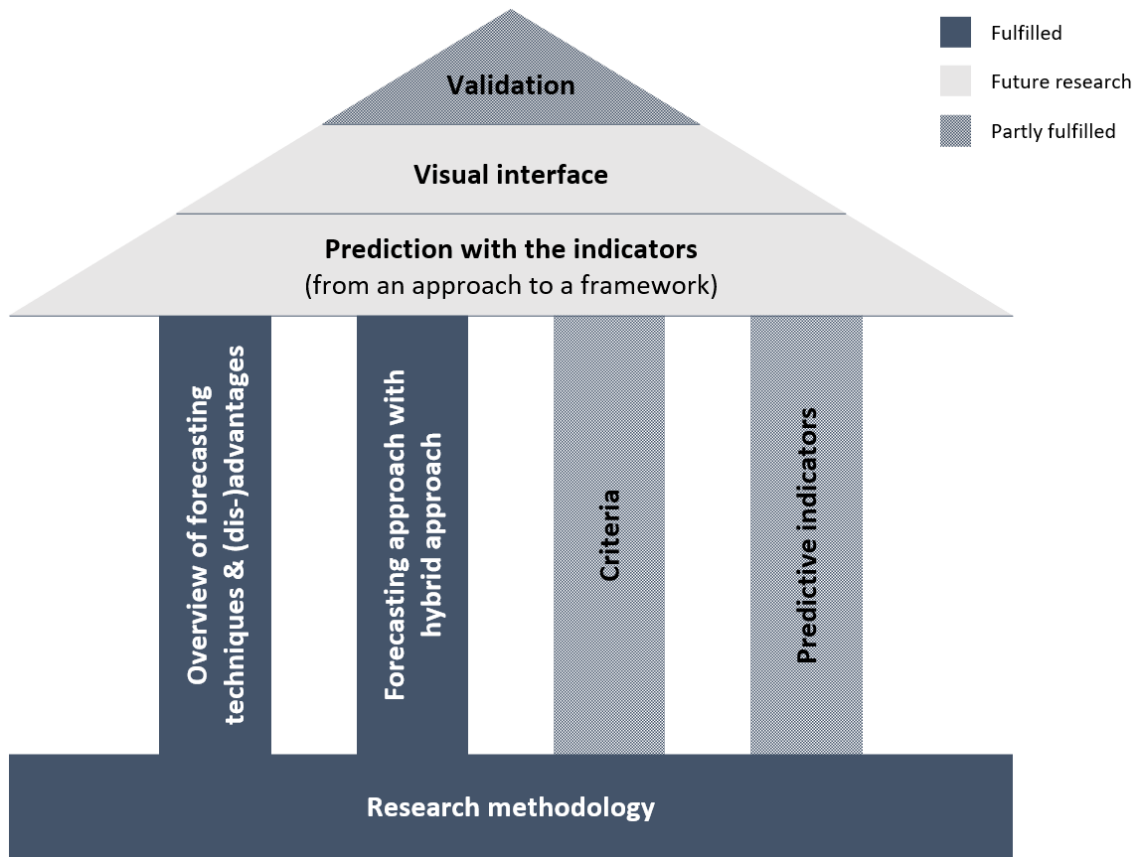 Fulfilled
Future research
Partly fulfilled
Validation
Visual interface
Prediction with the indicators
(from an approach to a framework)
Overview of forecasting
techniques & (dis-)advantages
Forecasting approach with
hybrid approach
Criteria
Predictive indicators
Research methodology